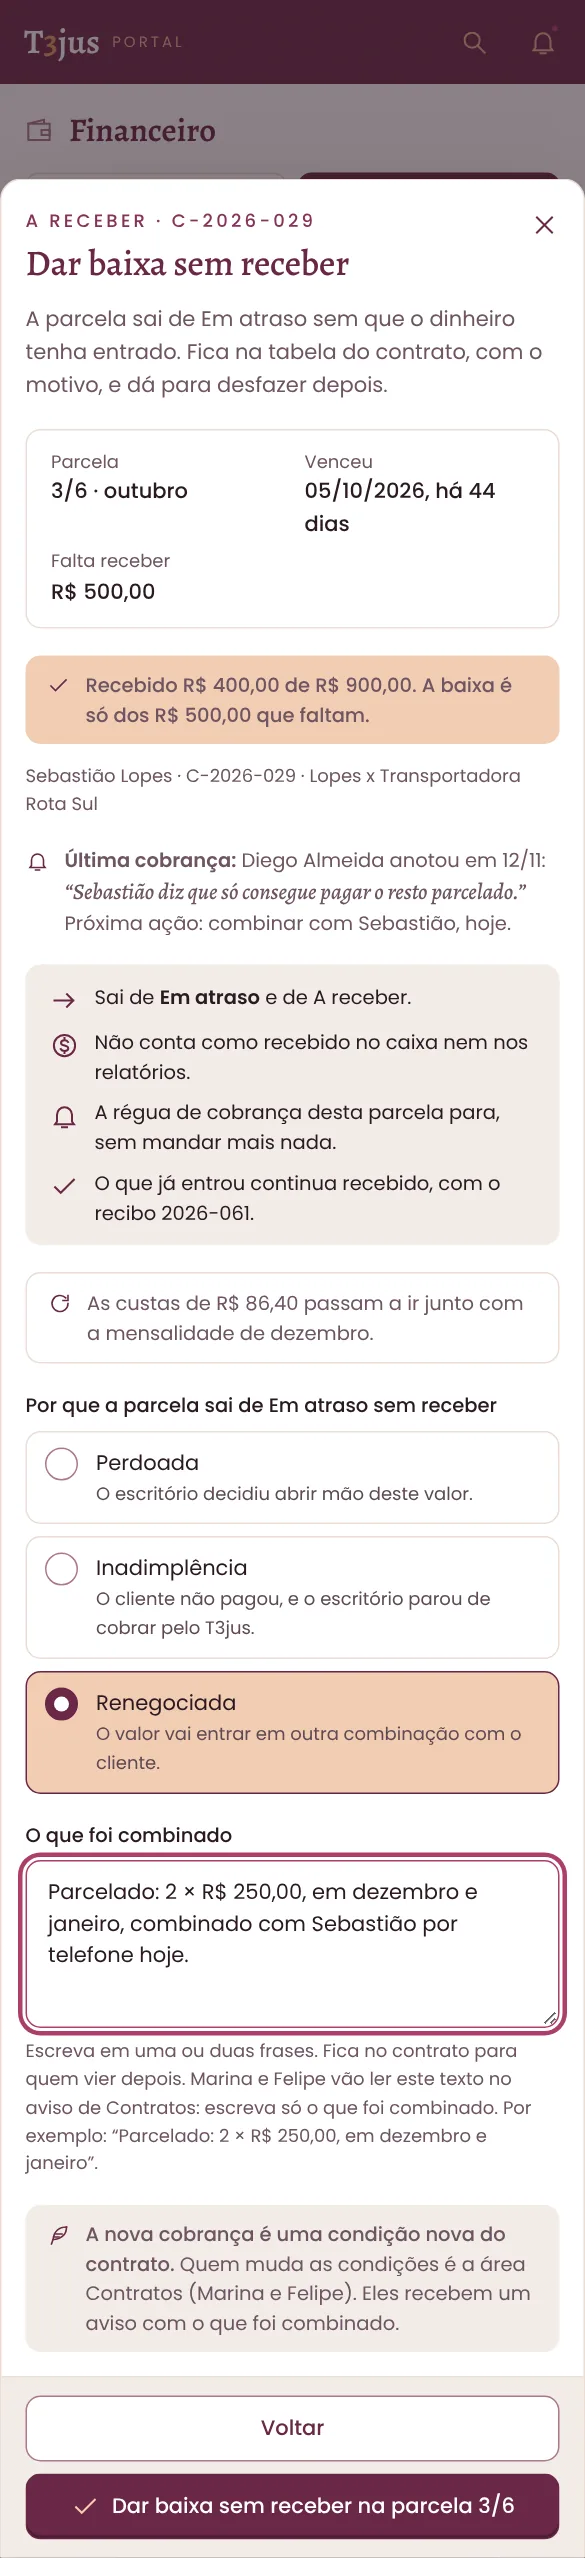 T3jus PORTAL
Financeiro
A RECEBER · C-2026-029
Dar baixa sem receber
A parcela sai de Em atraso sem que o dinheiro
tenha entrado. Fica na tabela do contrato, com o
motivo, e dá para desfazer depois.
Parcela
3/6 · outubro
Venceu
05/10/2026, há 44
dias
Falta receber
R$ 500,00
Recebido R$ 400,00 de R$ 900,00. A baixa é
só dos R$ 500,00 que faltam.
Sebastião Lopes · C-2026-029 · Lopes x Transportadora
Rota Sul
Última cobrança: Diego Almeida anotou em 12/11:
“Sebastião diz que só consegue pagar o resto parcelado.”
Próxima ação: combinar com Sebastião, hoje.
Sai de Em atraso e de A receber.
Não conta como recebido no caixa nem nos
relatórios.
A régua de cobrança desta parcela para,
sem mandar mais nada.
O que já entrou continua recebido, com o
recibo 2026-061.
As custas de R$ 86,40 passam a ir junto com
a mensalidade de dezembro.
Por que a parcela sai de Em atraso sem receber
Perdoada
O escritório decidiu abrir mão deste valor.
Inadimplência
O cliente não pagou, e o escritório parou de
cobrar pelo T3jus.
Renegociada
O valor vai entrar em outra combinação com o
cliente.
O que foi combinado
Parcelado: 2 × R$ 250,00, em dezembro e
janeiro, combinado com Sebastião por
telefone hoje.
Escreva em uma ou duas frases. Fica no contrato para
quem vier depois. Marina e Felipe vão ler este texto no
aviso de Contratos: escreva só o que foi combinado. Por
exemplo: “Parcelado: 2 × R$ 250,00, em dezembro e
janeiro”.
A nova cobrança é uma condição nova do
contrato. Quem muda as condições é a área
Contratos (Marina e Felipe). Eles recebem um
aviso com o que foi combinado.
Voltar
Dar baixa sem receber na parcela 3/6